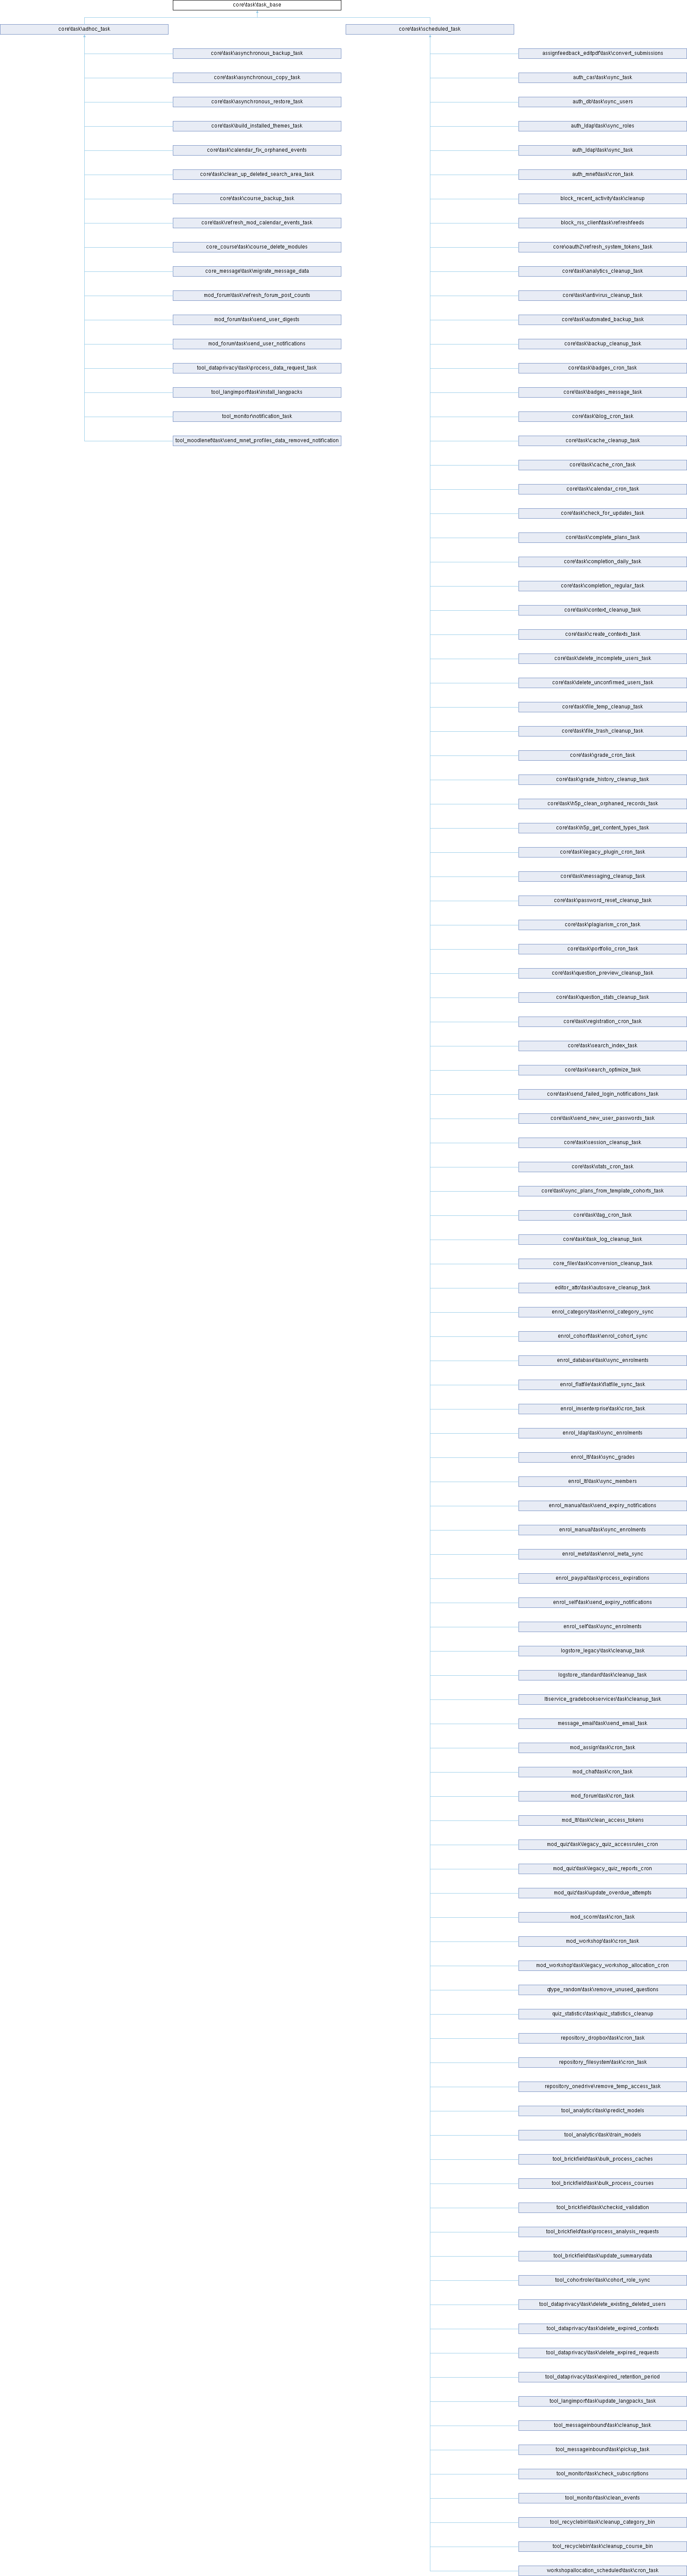 core\task\task_base
core\task\adhoc_task
core\task\scheduled_task
core\task\asynchronous_backup_task
core\task\asynchronous_copy_task
core\task\asynchronous_restore_task
core\task\build_installed_themes_task
core\task\calendar_fix_orphaned_events
core\task\clean_up_deleted_search_area_task
core\task\course_backup_task
core\task\refresh_mod_calendar_events_task
core_course\task\course_delete_modules
core_message\task\migrate_message_data
mod_forum\task\refresh_forum_post_counts
mod_forum\task\send_user_digests
mod_forum\task\send_user_notifications
tool_dataprivacy\task\process_data_request_task
tool_langimport\task\install_langpacks
tool_monitor\notification_task
tool_moodlenet\task\send_mnet_profiles_data_removed_notification
assignfeedback_editpdf\task\convert_submissions
auth_cas\task\sync_task
auth_db\task\sync_users
auth_ldap\task\sync_roles
auth_ldap\task\sync_task
auth_mnet\task\cron_task
block_recent_activity\task\cleanup
block_rss_client\task\refreshfeeds
core\oauth2\refresh_system_tokens_task
core\task\analytics_cleanup_task
core\task\antivirus_cleanup_task
core\task\automated_backup_task
core\task\backup_cleanup_task
core\task\badges_cron_task
core\task\badges_message_task
core\task\blog_cron_task
core\task\cache_cleanup_task
core\task\cache_cron_task
core\task\calendar_cron_task
core\task\check_for_updates_task
core\task\complete_plans_task
core\task\completion_daily_task
core\task\completion_regular_task
core\task\context_cleanup_task
core\task\create_contexts_task
core\task\delete_incomplete_users_task
core\task\delete_unconfirmed_users_task
core\task\file_temp_cleanup_task
core\task\file_trash_cleanup_task
core\task\grade_cron_task
core\task\grade_history_cleanup_task
core\task\h5p_clean_orphaned_records_task
core\task\h5p_get_content_types_task
core\task\legacy_plugin_cron_task
core\task\messaging_cleanup_task
core\task\password_reset_cleanup_task
core\task\plagiarism_cron_task
core\task\portfolio_cron_task
core\task\question_preview_cleanup_task
core\task\question_stats_cleanup_task
core\task\registration_cron_task
core\task\search_index_task
core\task\search_optimize_task
core\task\send_failed_login_notifications_task
core\task\send_new_user_passwords_task
core\task\session_cleanup_task
core\task\stats_cron_task
core\task\sync_plans_from_template_cohorts_task
core\task\tag_cron_task
core\task\task_log_cleanup_task
core_files\task\conversion_cleanup_task
editor_atto\task\autosave_cleanup_task
enrol_category\task\enrol_category_sync
enrol_cohort\task\enrol_cohort_sync
enrol_database\task\sync_enrolments
enrol_flatfile\task\flatfile_sync_task
enrol_imsenterprise\task\cron_task
enrol_ldap\task\sync_enrolments
enrol_lti\task\sync_grades
enrol_lti\task\sync_members
enrol_manual\task\send_expiry_notifications
enrol_manual\task\sync_enrolments
enrol_meta\task\enrol_meta_sync
enrol_paypal\task\process_expirations
enrol_self\task\send_expiry_notifications
enrol_self\task\sync_enrolments
logstore_legacy\task\cleanup_task
logstore_standard\task\cleanup_task
ltiservice_gradebookservices\task\cleanup_task
message_email\task\send_email_task
mod_assign\task\cron_task
mod_chat\task\cron_task
mod_forum\task\cron_task
mod_lti\task\clean_access_tokens
mod_quiz\task\legacy_quiz_accessrules_cron
mod_quiz\task\legacy_quiz_reports_cron
mod_quiz\task\update_overdue_attempts
mod_scorm\task\cron_task
mod_workshop\task\cron_task
mod_workshop\task\legacy_workshop_allocation_cron
qtype_random\task\remove_unused_questions
quiz_statistics\task\quiz_statistics_cleanup
repository_dropbox\task\cron_task
repository_filesystem\task\cron_task
repository_onedrive\remove_temp_access_task
tool_analytics\task\predict_models
tool_analytics\task\train_models
tool_brickfield\task\bulk_process_caches
tool_brickfield\task\bulk_process_courses
tool_brickfield\task\checkid_validation
tool_brickfield\task\process_analysis_requests
tool_brickfield\task\update_summarydata
tool_cohortroles\task\cohort_role_sync
tool_dataprivacy\task\delete_existing_deleted_users
tool_dataprivacy\task\delete_expired_contexts
tool_dataprivacy\task\delete_expired_requests
tool_dataprivacy\task\expired_retention_period
tool_langimport\task\update_langpacks_task
tool_messageinbound\task\cleanup_task
tool_messageinbound\task\pickup_task
tool_monitor\task\check_subscriptions
tool_monitor\task\clean_events
tool_recyclebin\task\cleanup_category_bin
tool_recyclebin\task\cleanup_course_bin
workshopallocation_scheduled\task\cron_task